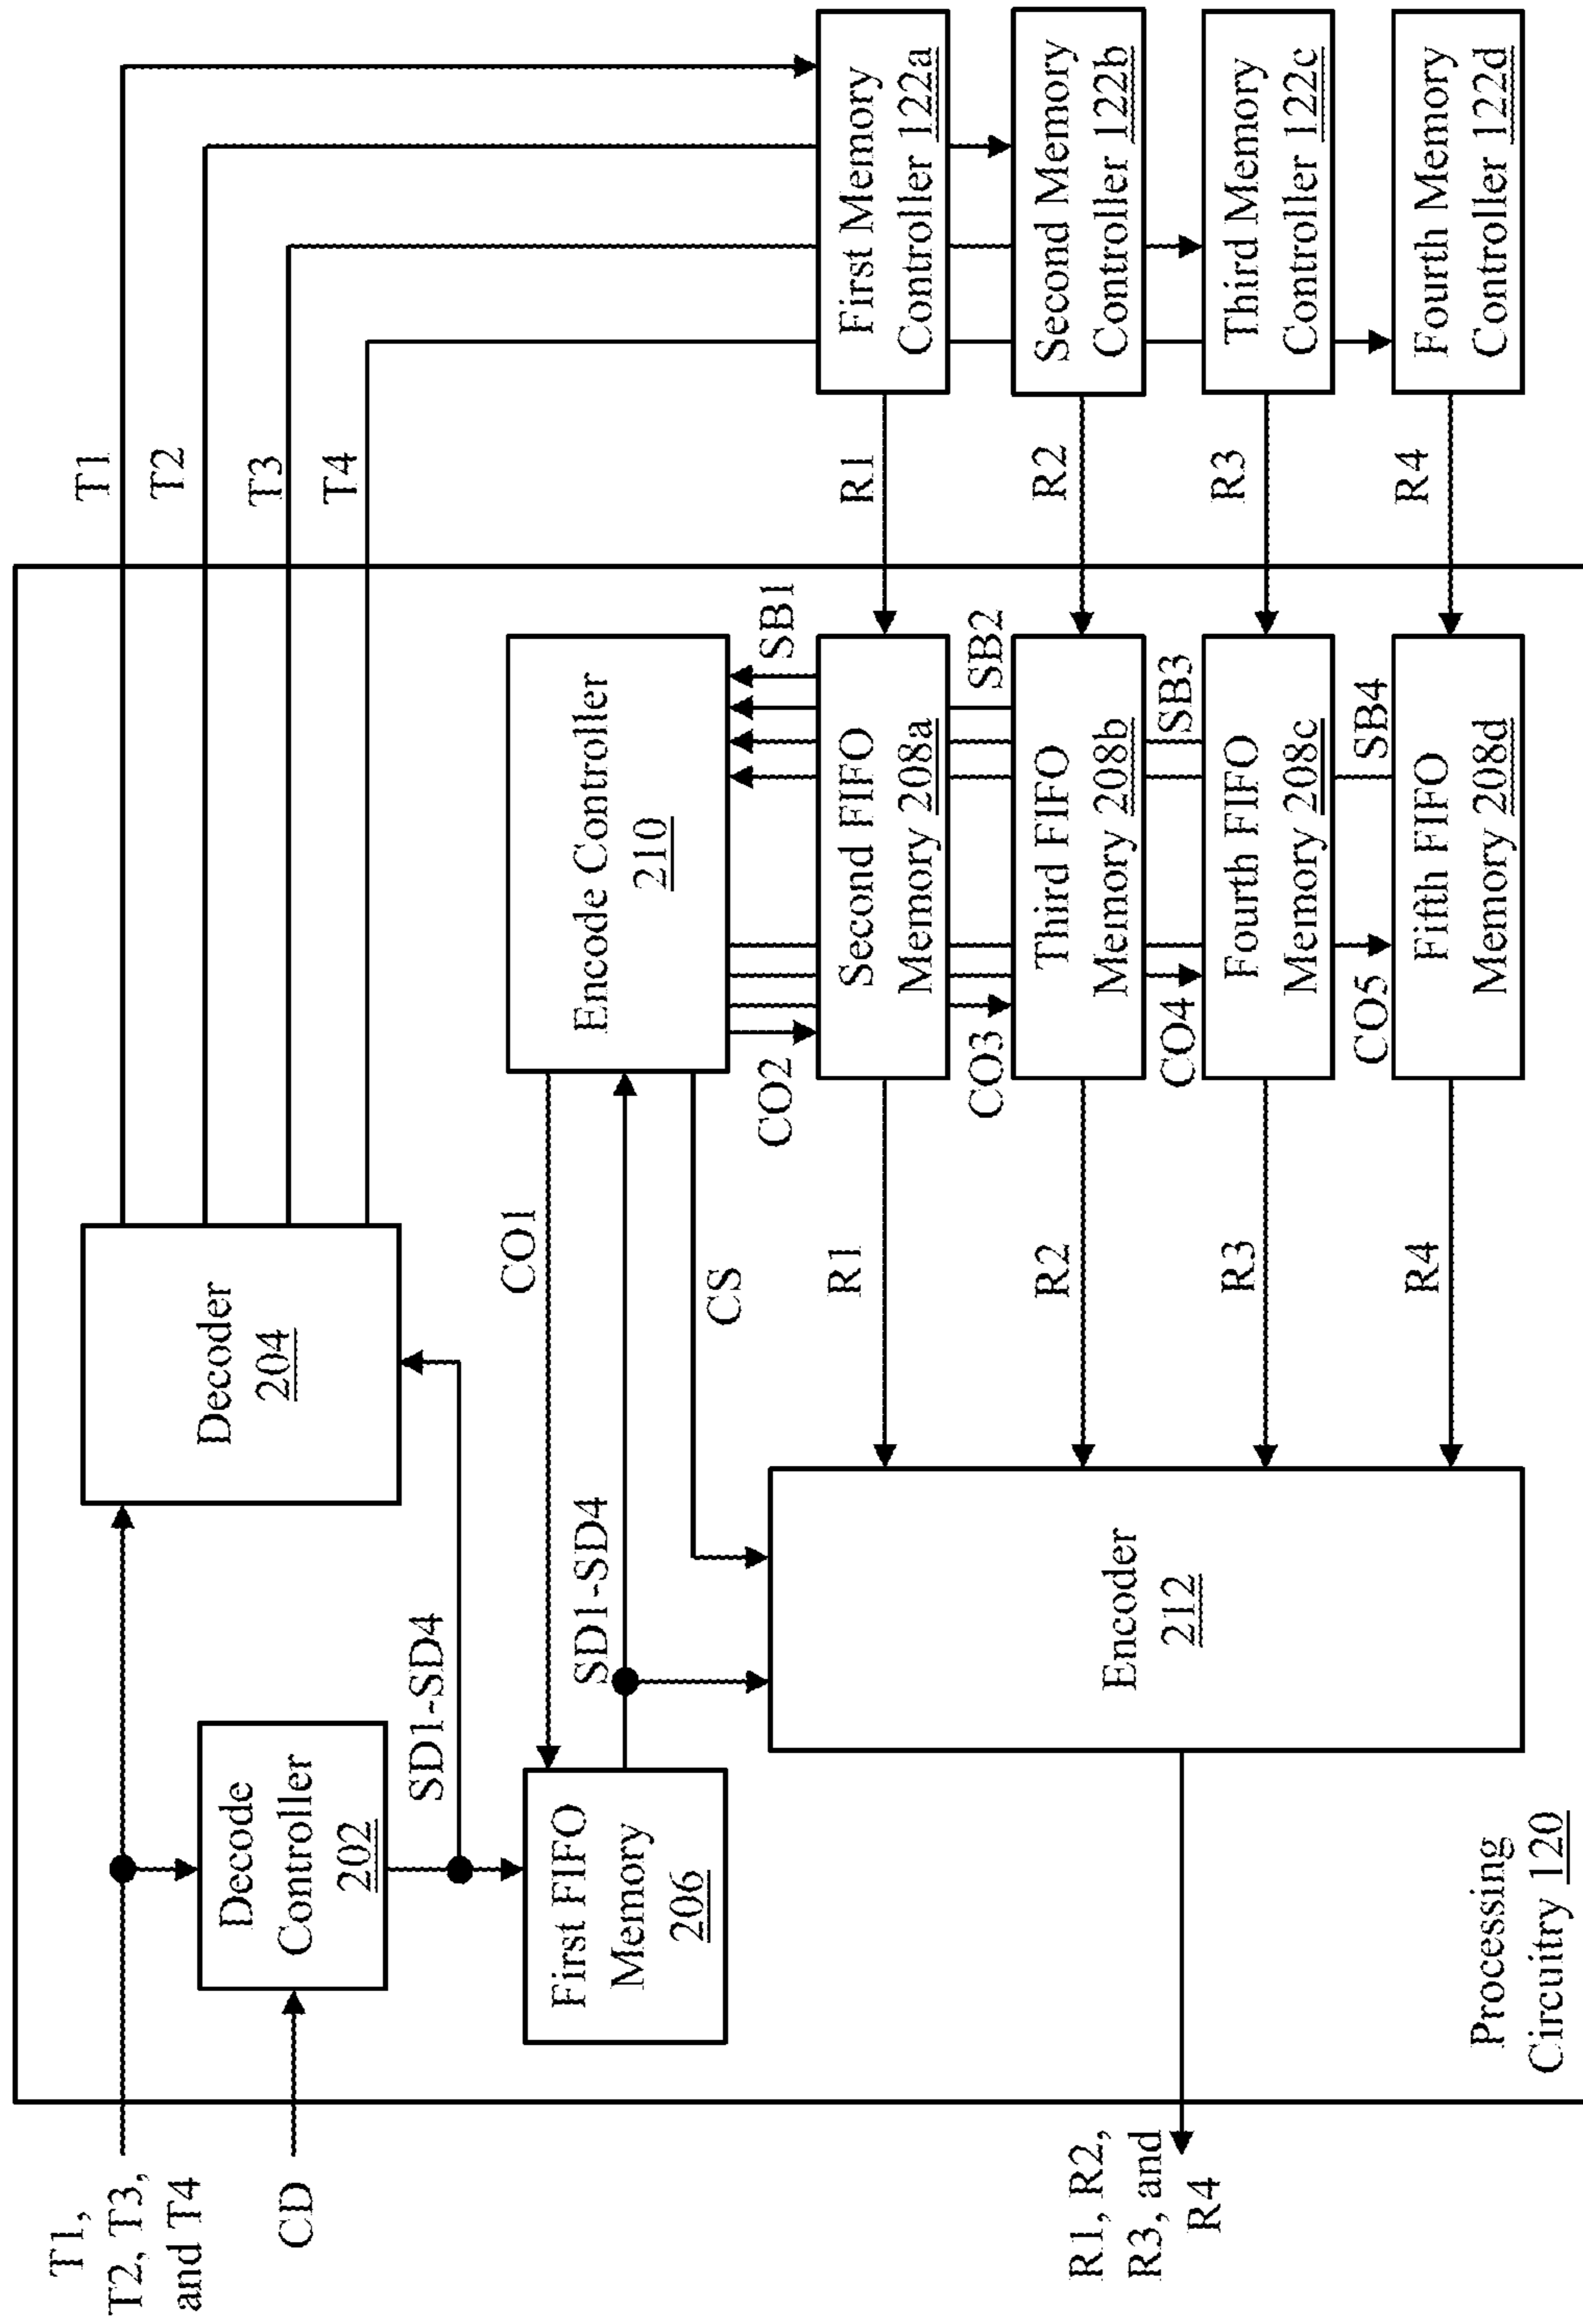 T1,
T2, T3,
and T4
CD
Decode
Controller
202
SD1-SD4
First FIFO
Memory
206
Decoder
204
T1
T2
T3
T4
CO1
SD1-SD4
CS
Encode Controller
210
CO2
CO3
CO4
CO5
SB1
SB2
SB3
SB4
Second FIFO
Memory 208a
Third FIFO
Memory 208b
Fourth FIFO
Memory 208c
Fifth FIFO
Memory 208d
R1
R2
R3
R4
First Memory
Controller 122a
Second Memory
Controller 122b
Third Memory
Controller 122c
Fourth Memory
Controller 122d
R1
R2
R3
R4
Encoder
212
R1, R2,
R3, and
R4
Processing
Circuitry 120